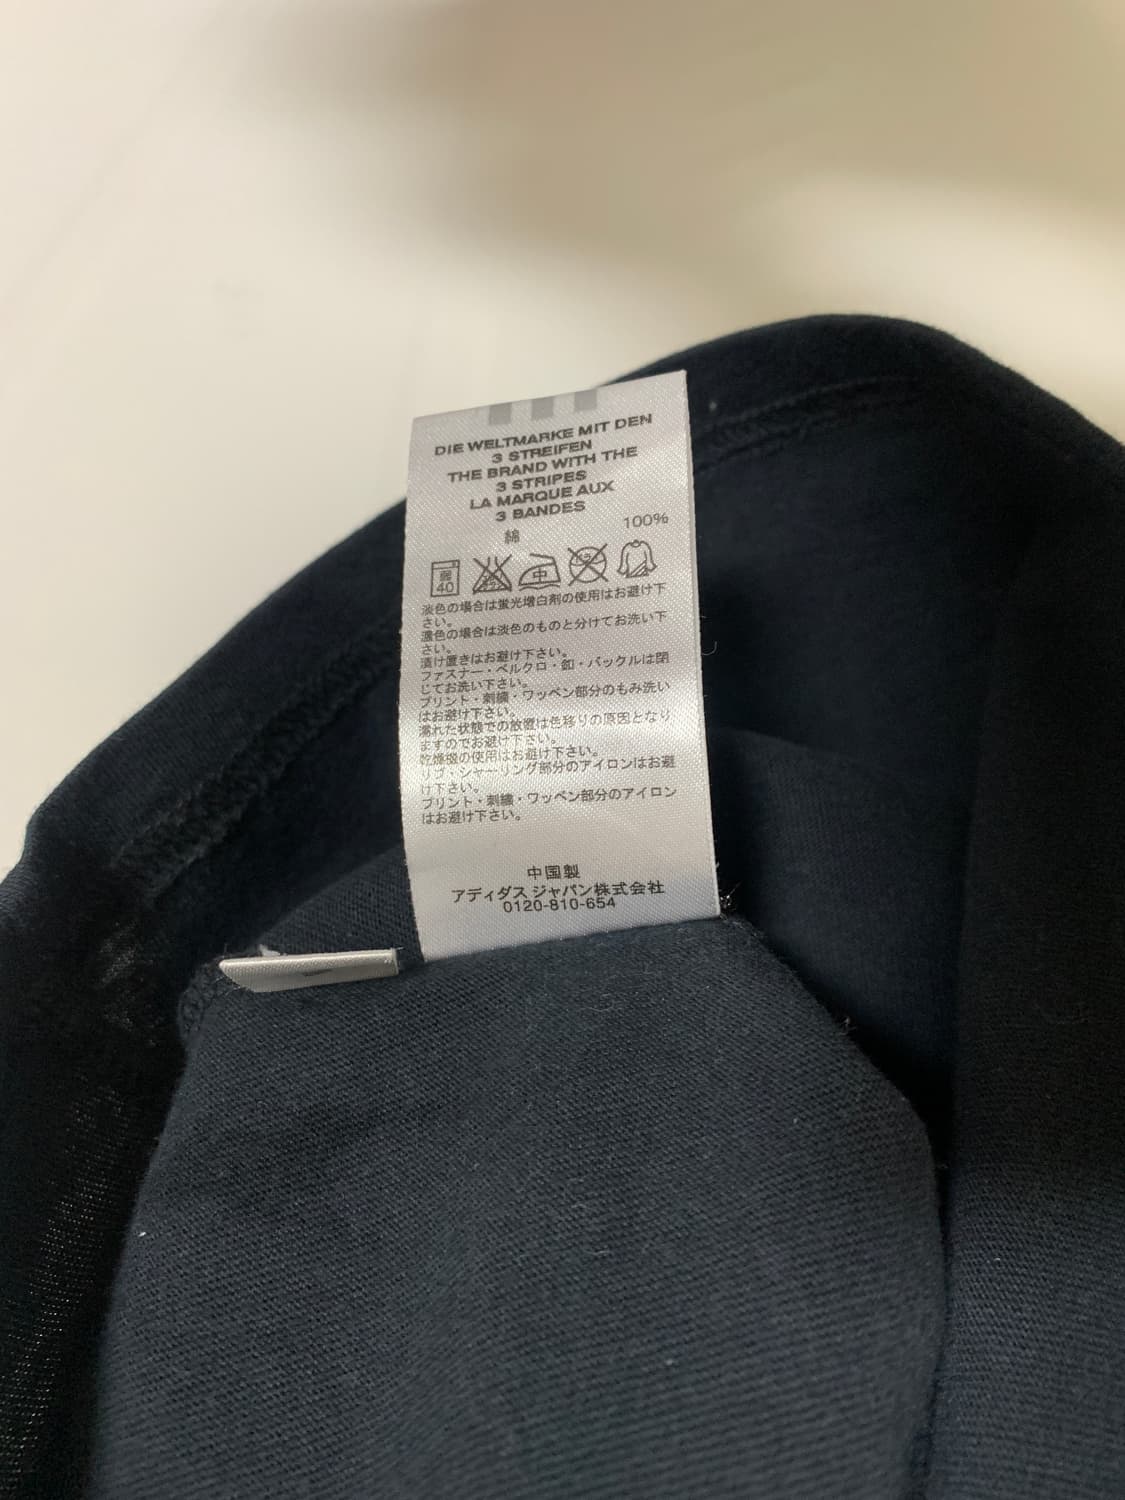 DIE WELTMARKE MIT DEN
3 STREIFEN
THE BRAND WITH THE
3 STRIPES
LA MARQUE AUX
3 BANDES
綿 100%
弱 40 中
淡色の場合は蛍光増白剤の使用はお避け下
さい。
濃色の場合は淡色のものと分けてお洗い下
さい。
漬け置きはお避け下さい。
ファスナー・ベルクロ・釦・バックルは閉
じてお洗い下さい。
プリント・刺繍・ワッペン部分のもみ洗い
はお避け下さい。
濡れた状態での放置は色移りの原因となり
ますのでお避け下さい。
乾燥機の使用はお避け下さい。
リブ・シャーリング部分のアイロンはお避
け下さい。
プリント・刺繍・ワッペン部分のアイロン
はお避け下さい。
中国製
アディダス ジャパン株式会社
0120-810-654